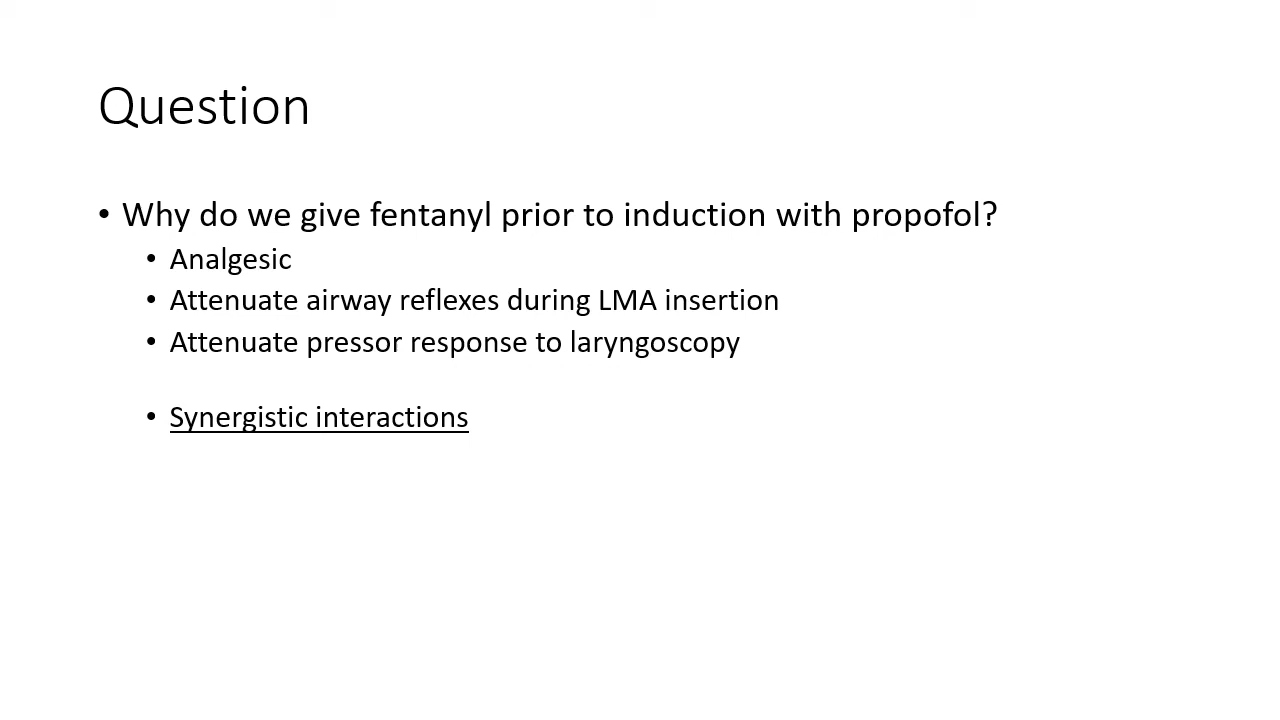 Question
• Why do we give fentanyl prior to induction with propofol?
• Analgesic
• Attenuate airway reflexes during LMA insertion
• Attenuate pressor response to laryngoscopy
• Synergistic interactions